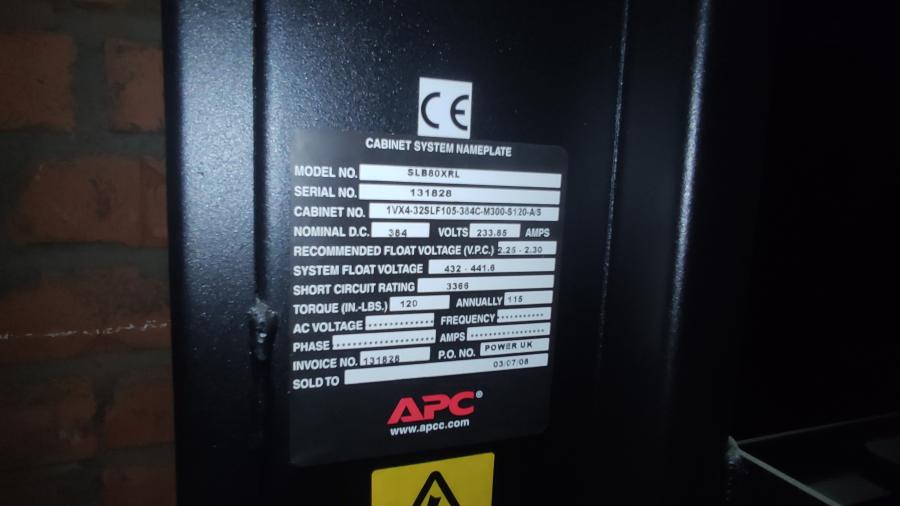 CE
CABINET SYSTEM NAMEPLATE
MODEL NO. SLB80XRL
SERIAL NO. 131828
CABINET NO. 1VX4-32SLF105-384C-M300-S120-A/S
NOMINAL D.C. 384 VOLTS 233.85 AMPS
RECOMMENDED FLOAT VOLTAGE (V.P.C.) 2.25 - 2.30
SYSTEM FLOAT VOLTAGE 432 - 441.6
SHORT CIRCUIT RATING 3366
TORQUE (IN.-LBS.) 120 ANNUALLY 115
AC VOLTAGE ............ FREQUENCY ..........
PHASE ................ AMPS ................
INVOICE NO. 131828 P.O. NO. POWER UK
SOLD TO 03/07/08
APC®
www.apcc.com